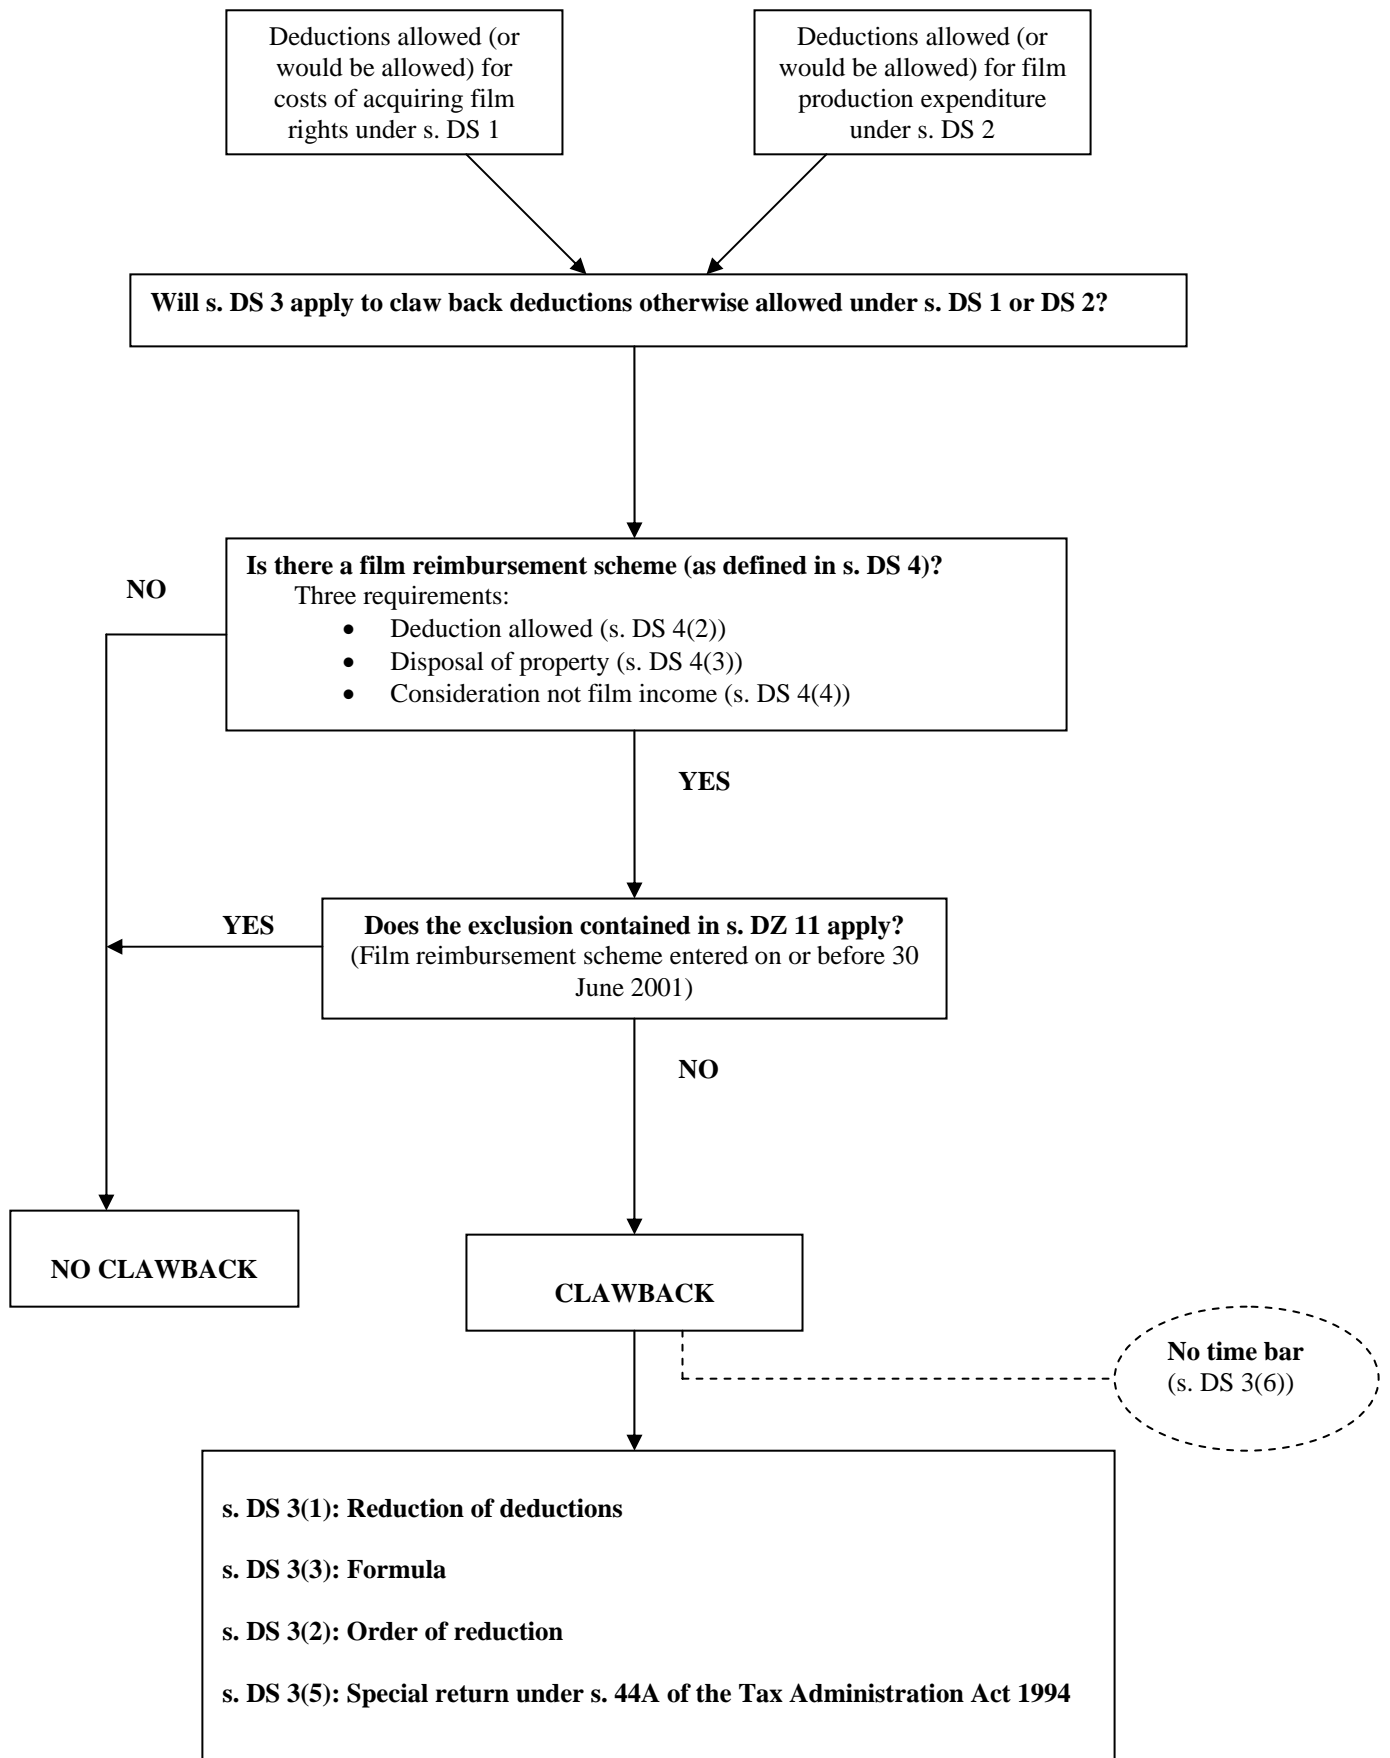 Deductions allowed (or
would be allowed) for
costs of acquiring film
rights under s. DS 1
Deductions allowed (or
would be allowed) for film
production expenditure
under s. DS 2
Will s. DS 3 apply to claw back deductions otherwise allowed under s. DS 1 or DS 2?
Is there a film reimbursement scheme (as defined in s. DS 4)?
Three requirements:
• Deduction allowed (s. DS 4(2))
• Disposal of property (s. DS 4(3))
• Consideration not film income (s. DS 4(4))
NO
YES
Does the exclusion contained in s. DZ 11 apply?
(Film reimbursement scheme entered on or before 30
June 2001)
YES
NO
NO CLAWBACK
CLAWBACK
No time bar
(s. DS 3(6))
s. DS 3(1): Reduction of deductions
s. DS 3(3): Formula
s. DS 3(2): Order of reduction
s. DS 3(5): Special return under s. 44A of the Tax Administration Act 1994